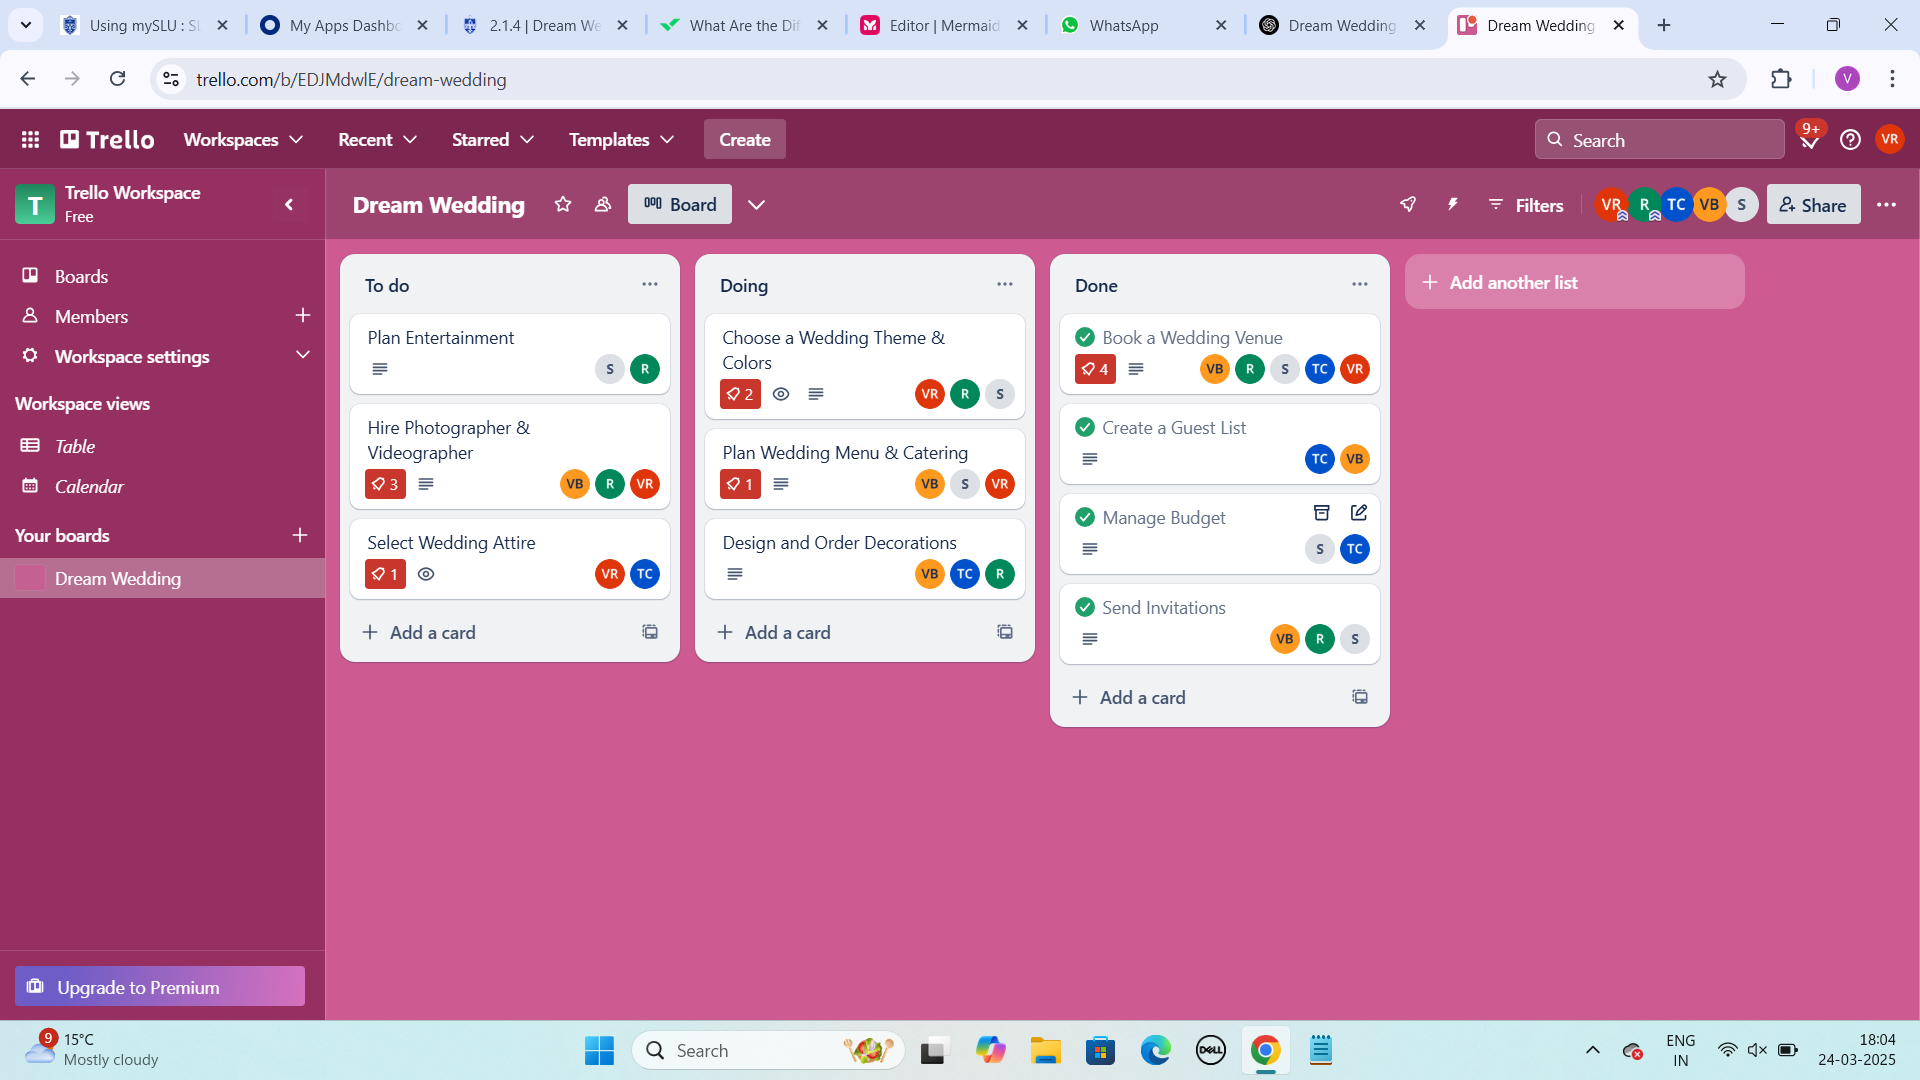 Using mySLU : SL
My Apps Dashbo
2.1.4 | Dream We
What Are the Dif
Editor | Mermaid
WhatsApp
Dream Wedding
Dream Wedding
trello.com/b/EDJMdwlE/dream-wedding
V
Trello
Workspaces
Recent
Starred
Templates
Create
Search
9+
VR
T
Trello Workspace
Free
Dream Wedding
Board
Filters
VR
R
TC
VB
S
Share
Boards
Members
Workspace settings
Workspace views
Table
Calendar
Your boards
Dream Wedding
Upgrade to Premium
To do
Plan Entertainment
S R
Hire Photographer &
Videographer
3 VB R VR
Select Wedding Attire
1 VR TC
Add a card
Doing
Choose a Wedding Theme &
Colors
2 VR R S
Plan Wedding Menu & Catering
1 VB S VR
Design and Order Decorations
VB TC R
Add a card
Done
Book a Wedding Venue
4 VB R S TC VR
Create a Guest List
TC VB
Manage Budget
S TC
Send Invitations
VB R S
Add a card
Add another list
9
15°C
Mostly cloudy
Search
DELL
ENG
IN
18:04
24-03-2025